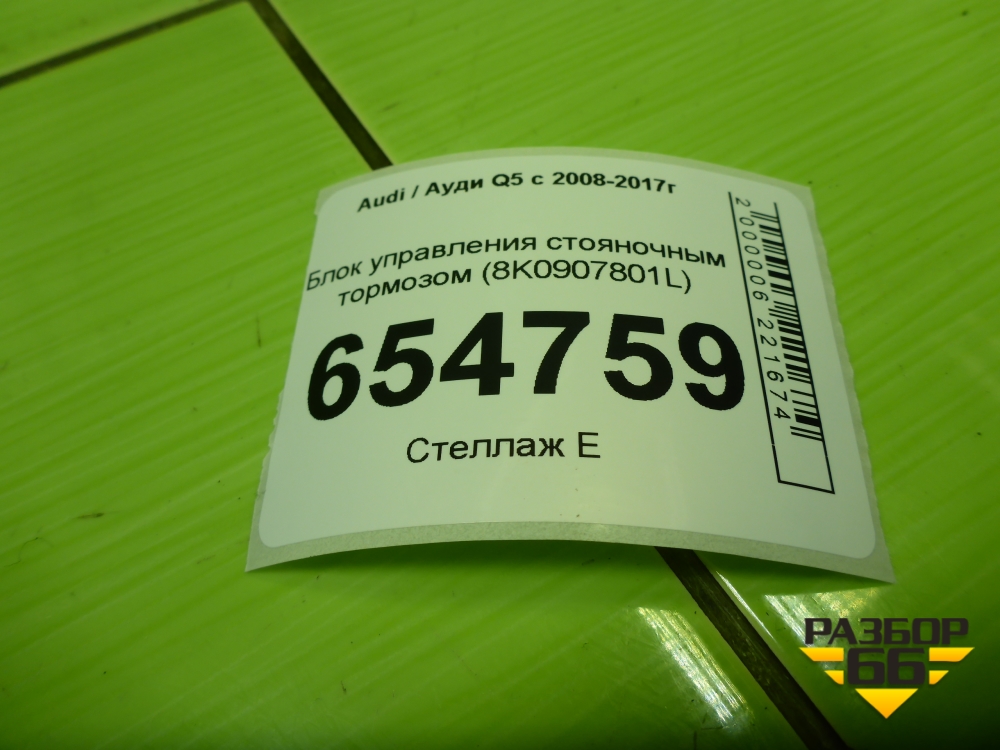 Audi / Ауди Q5 с 2008-2017г
Блок управления стояночным
тормозом (8K0907801L)
654759
Стеллаж Е
2000006221674
РАЗБОР
66